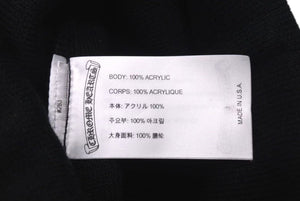 CHROME HEARTS
BODY: 100% ACRYLIC
CORPS: 100% ACRYLIQUE
本体: アクリル 100%
주요부: 100% 아크릴
大身面料: 100% 腈纶
MADE IN U.S.A.